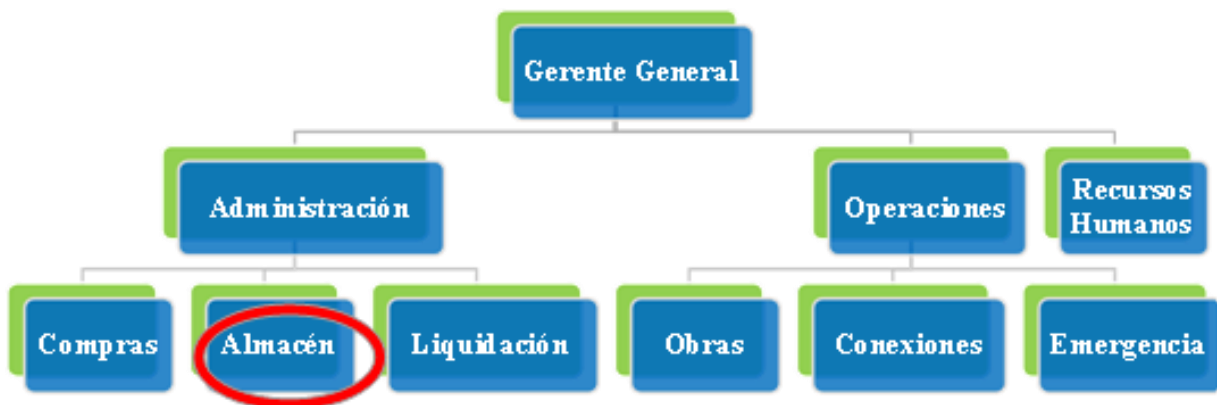 Gerente General
Administración
Operaciones
Recursos
Humanos
Compras
Almacén
Liquidación
Obras
Conexiones
Emergencia